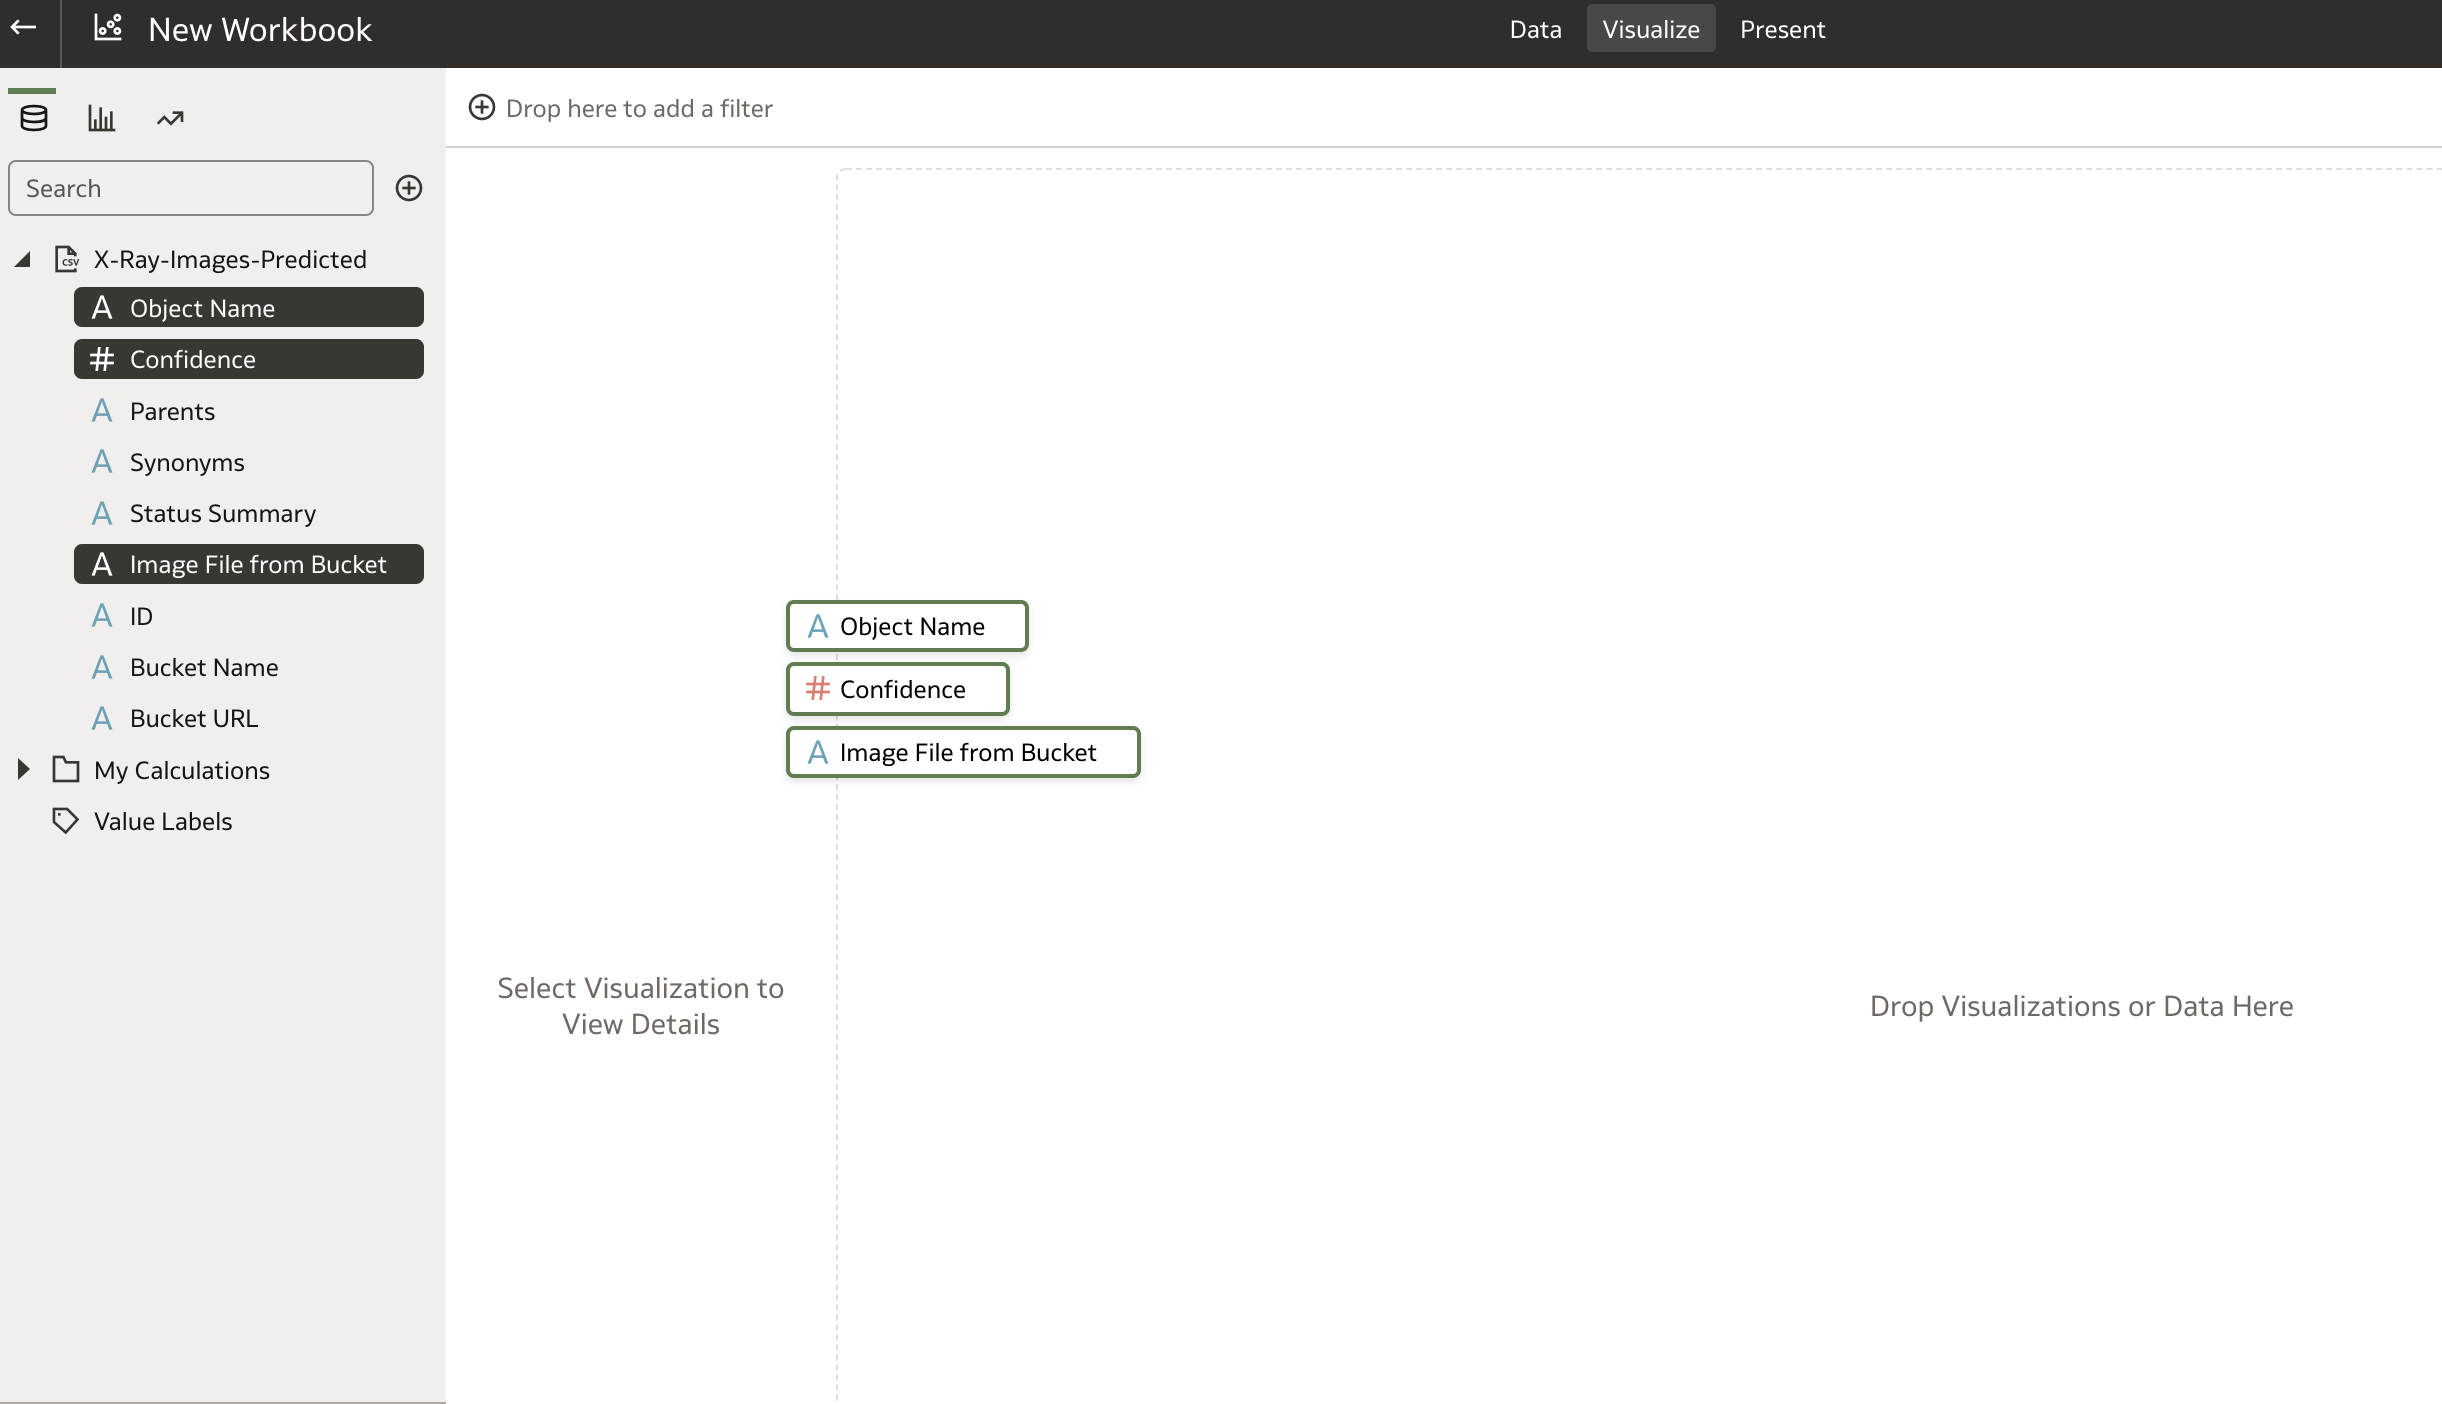 New Workbook
Data
Visualize
Present
Search
Drop here to add a filter
CSV
X-Ray-Images-Predicted
A Object Name
# Confidence
A Parents
A Synonyms
A Status Summary
A Image File from Bucket
A ID
A Bucket Name
A Bucket URL
My Calculations
Value Labels
A Object Name
# Confidence
A Image File from Bucket
Select Visualization to
View Details
Drop Visualizations or Data Here